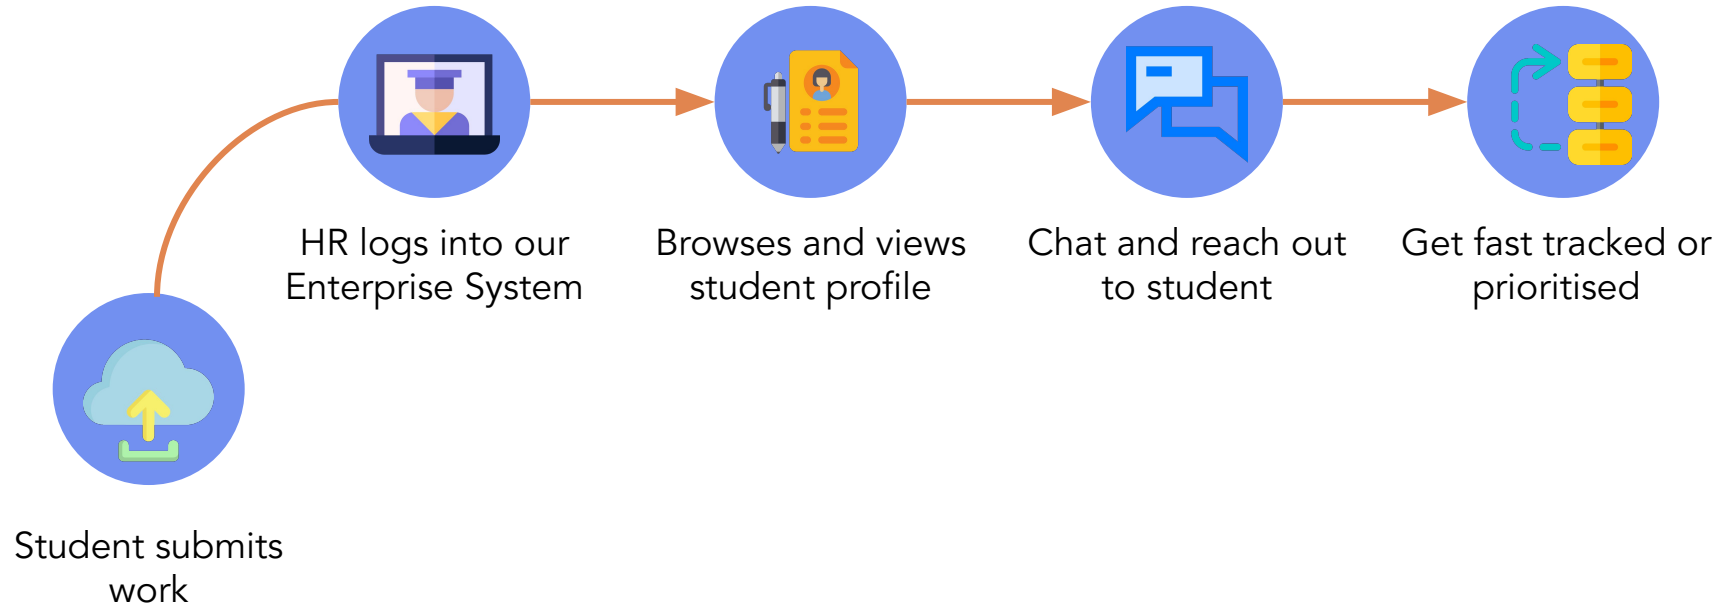 HR logs into our
Enterprise System
Browses and views
student profile
Chat and reach out
to student
Get fast tracked or
prioritised
Student submits
work